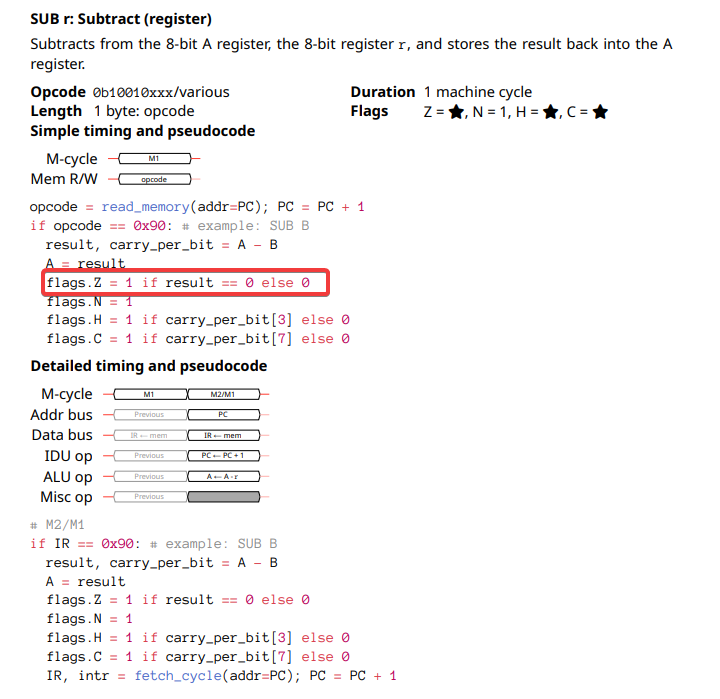 SUB r: Subtract (register)
Subtracts from the 8-bit A register, the 8-bit register r, and stores the result back into the A
register.
Opcode 0b10010xxx/various Duration 1 machine cycle
Length 1 byte: opcode Flags Z = ★, N = 1, H = ★, C = ★
Simple timing and pseudocode
M-cycle M1
Mem R/W opcode
opcode = read_memory(addr=PC); PC = PC + 1
if opcode == 0x90: # example: SUB B
result, carry_per_bit = A - B
A = result
flags.Z = 1 if result == 0 else 0
flags.N = 1
flags.H = 1 if carry_per_bit[3] else 0
flags.C = 1 if carry_per_bit[7] else 0
Detailed timing and pseudocode
M-cycle M1 M2/M1
Addr bus Previous PC
Data bus IR ← mem IR ← mem
IDU op Previous PC ← PC + 1
ALU op Previous A ← A - r
Misc op Previous
# M2/M1
if IR == 0x90: # example: SUB B
result, carry_per_bit = A - B
A = result
flags.Z = 1 if result == 0 else 0
flags.N = 1
flags.H = 1 if carry_per_bit[3] else 0
flags.C = 1 if carry_per_bit[7] else 0
IR, intr = fetch_cycle(addr=PC); PC = PC + 1